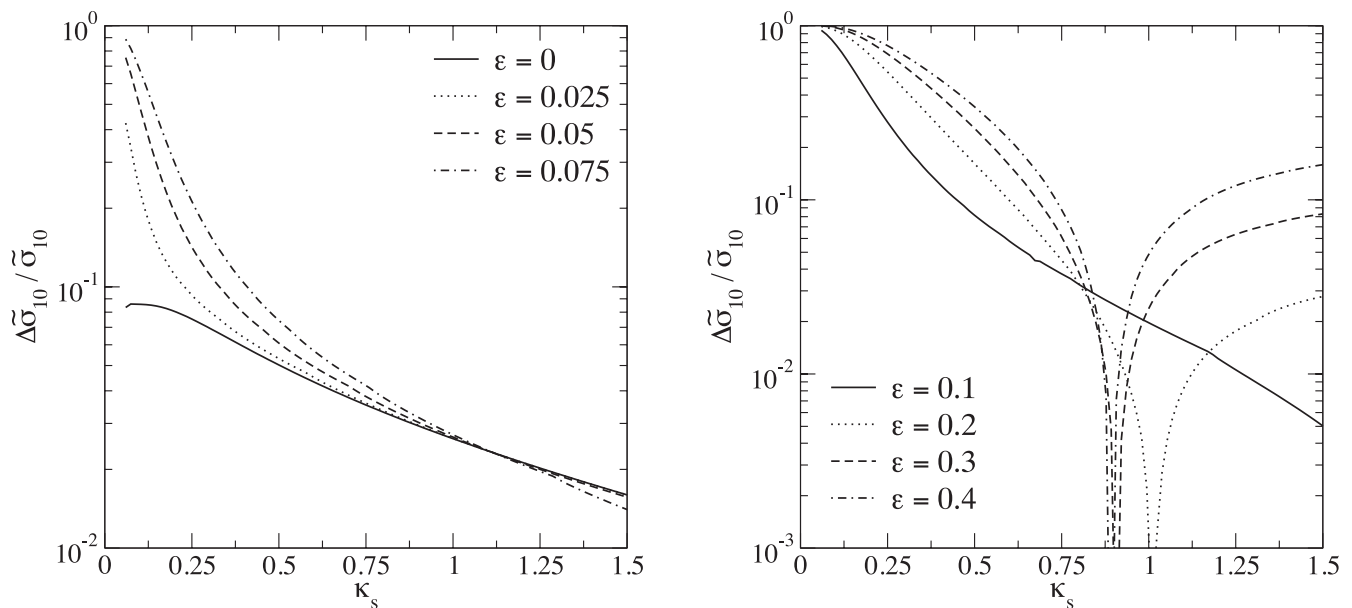 10⁰
10⁻¹
10⁻²
Δσ̃₁₀ / σ̃₁₀
0 0.25 0.5 0.75 1 1.25 1.5
κₛ
ε = 0
ε = 0.025
ε = 0.05
ε = 0.075
10⁰
10⁻¹
10⁻²
10⁻³
Δσ̃₁₀ / σ̃₁₀
0 0.25 0.5 0.75 1 1.25 1.5
κₛ
ε = 0.1
ε = 0.2
ε = 0.3
ε = 0.4